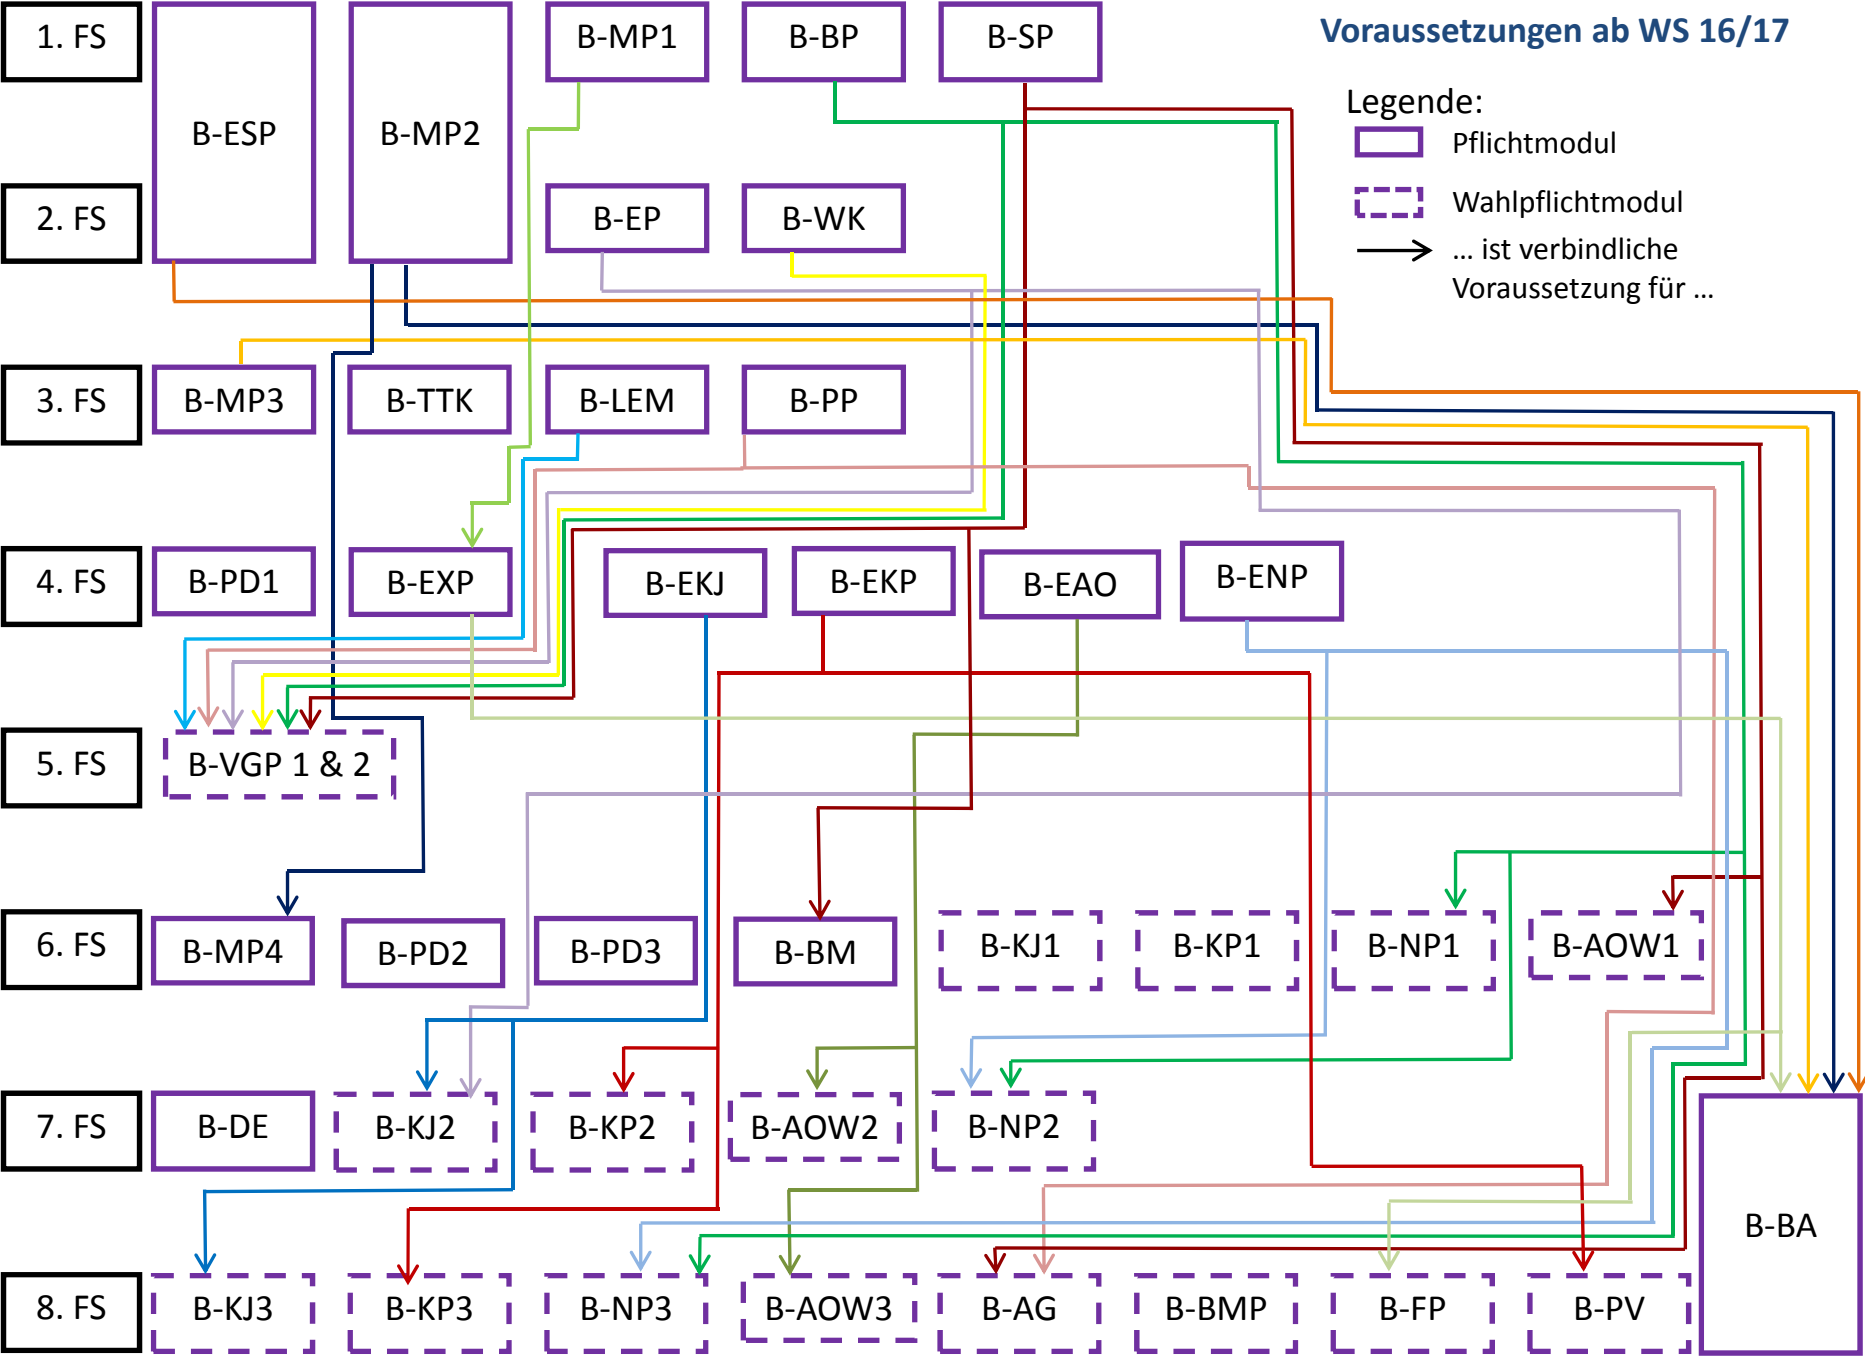 1. FS
B-MP1
B-BP
B-SP
Voraussetzungen ab WS 16/17
Legende:
Pflichtmodul
B-ESP
B-MP2
Wahlpflichtmodul
2. FS
B-EP
B-WK
... ist verbindliche
Voraussetzung für ...
3. FS
B-MP3
B-TTK
B-LEM
B-PP
4. FS
B-PD1
B-EXP
B-EKJ
B-EKP
B-EAO
B-ENP
5. FS
B-VGP 1 & 2
6. FS
B-MP4
B-PD2
B-PD3
B-BM
B-KJ1
B-KP1
B-NP1
B-AOW1
7. FS
B-DE
B-KJ2
B-KP2
B-AOW2
B-NP2
B-BA
8. FS
B-KJ3
B-KP3
B-NP3
B-AOW3
B-AG
B-BMP
B-FP
B-PV